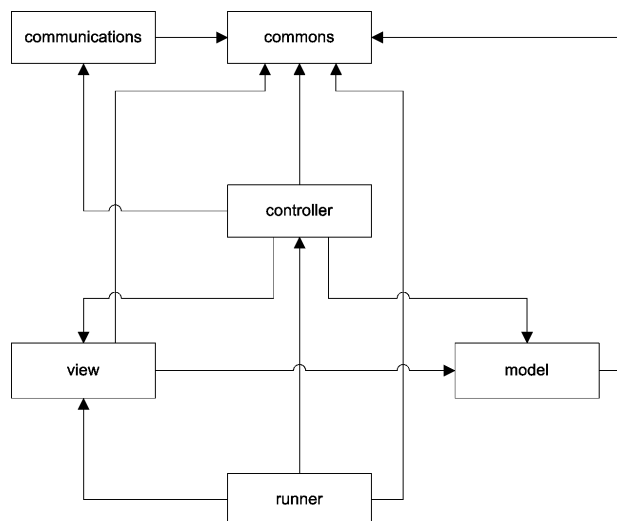 communications
commons
controller
view
model
runner